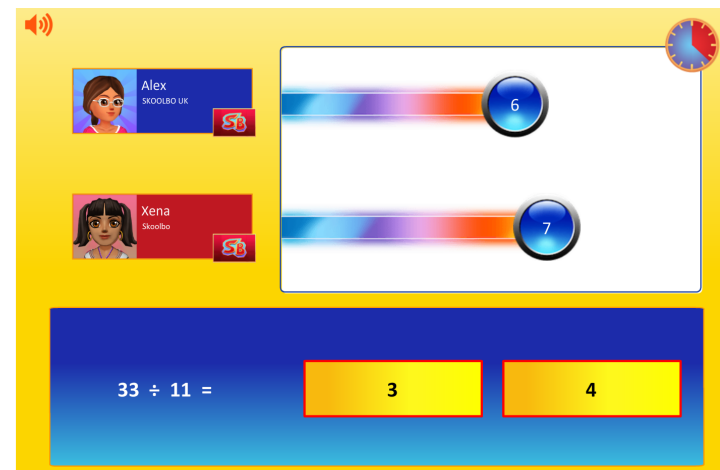 Alex
SKOOLBO UK
SB
6
Xena
Skoolbo
SB
7
33 ÷ 11 =
3
4